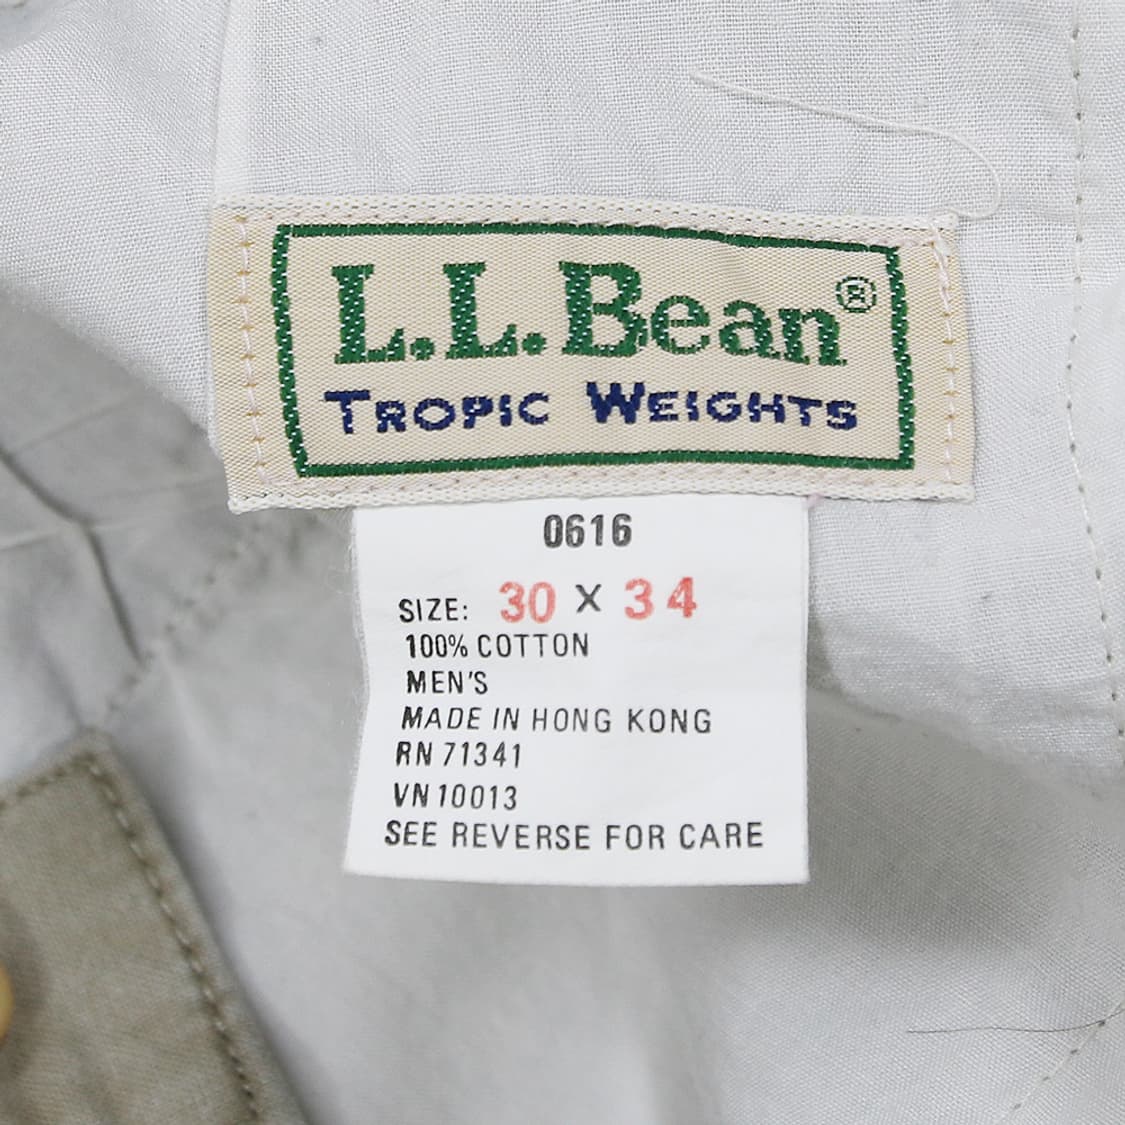 L.L.Bean®
TROPIC WEIGHTS
0616
SIZE: 30 X 34
100% COTTON
MEN'S
MADE IN HONG KONG
RN 71341
VN 10013
SEE REVERSE FOR CARE